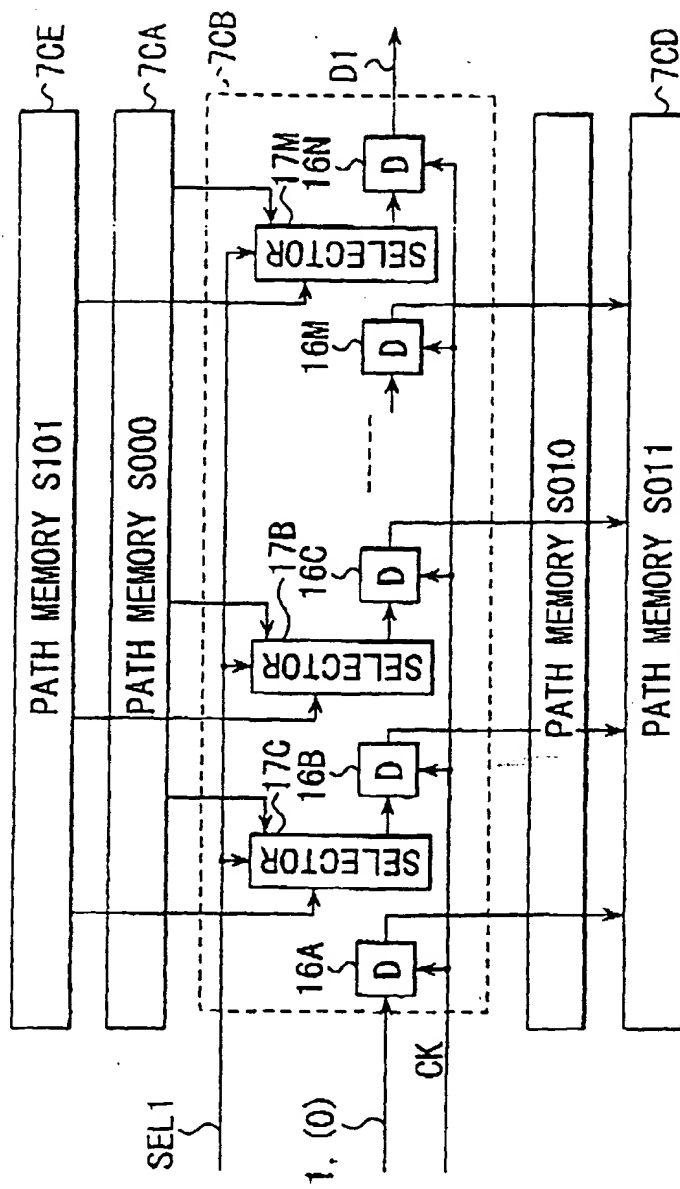 PATH MEMORY S101
7CE
PATH MEMORY S000
7CA
7CB
SEL1
17C
17B
17M
SELECTOR
SELECTOR
SELECTOR
16A
16B
16C
16M
16N
D
D
D
D
D
D1
1, (0)
CK
PATH MEMORY S010
PATH MEMORY S011
7CD